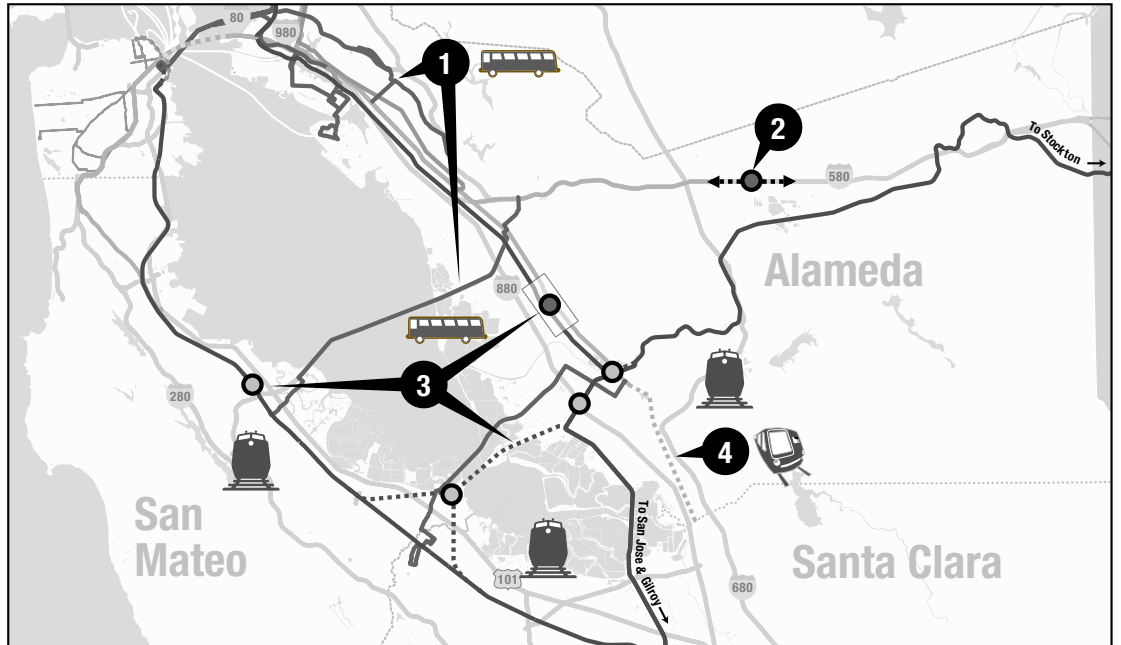 80
980
1
2
To Stockton →
580
Alameda
880
3
280
4
San
Mateo
To San Jose & Gilroy →
Santa Clara
101
680